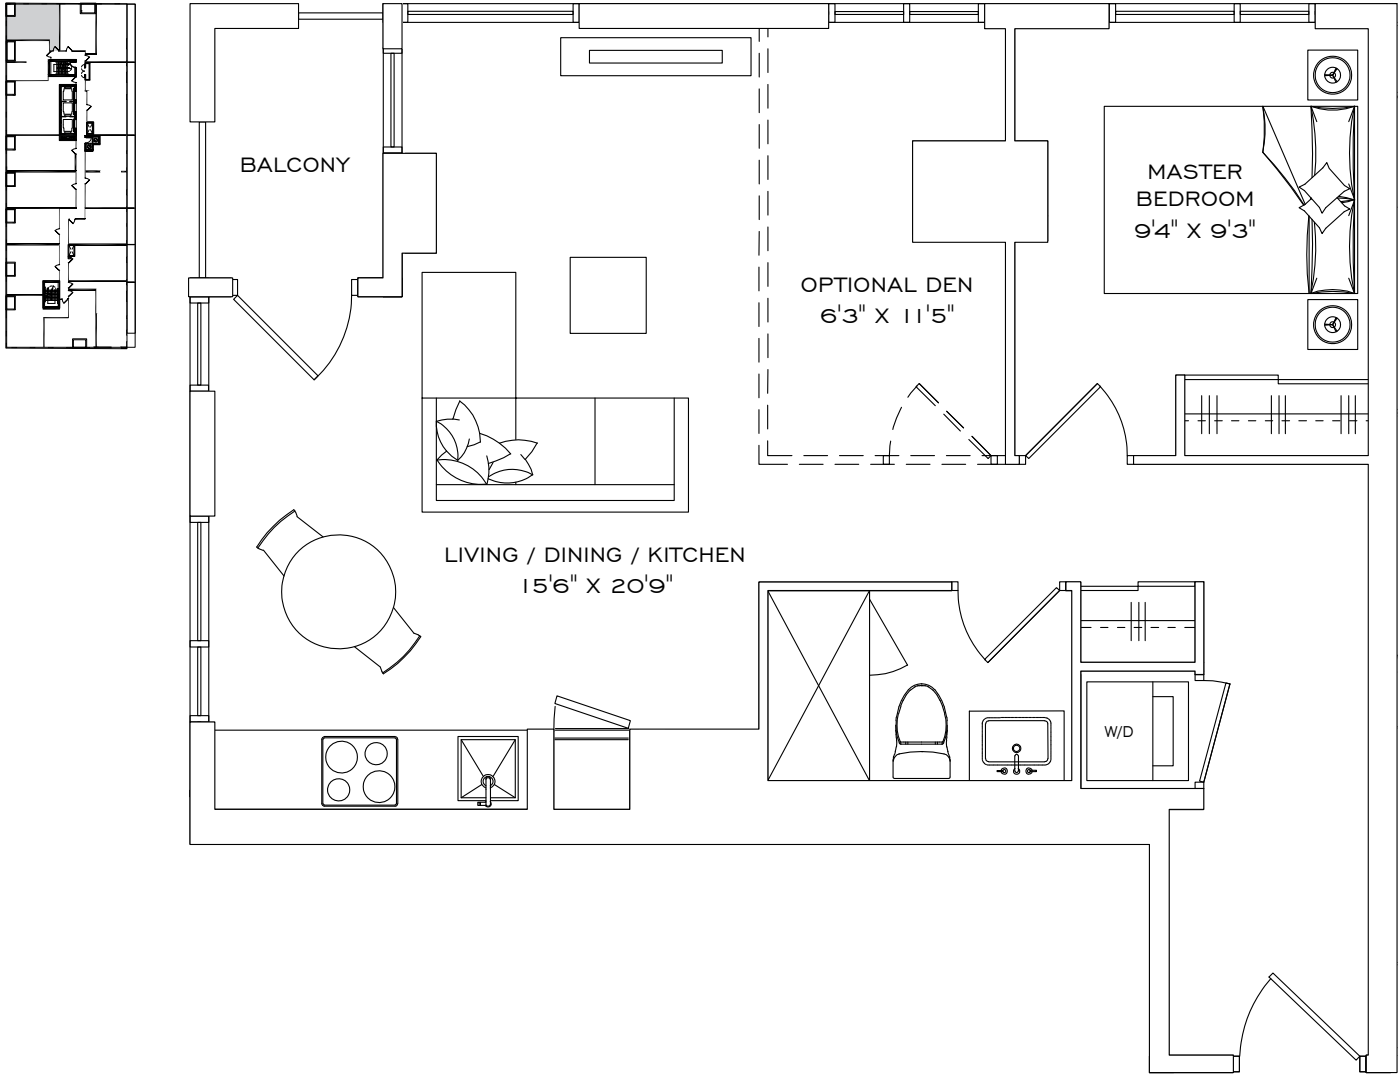 BALCONY
MASTER
BEDROOM
9'4" X 9'3"
OPTIONAL DEN
6'3" X 11'5"
LIVING / DINING / KITCHEN
15'6" X 20'9"
W/D